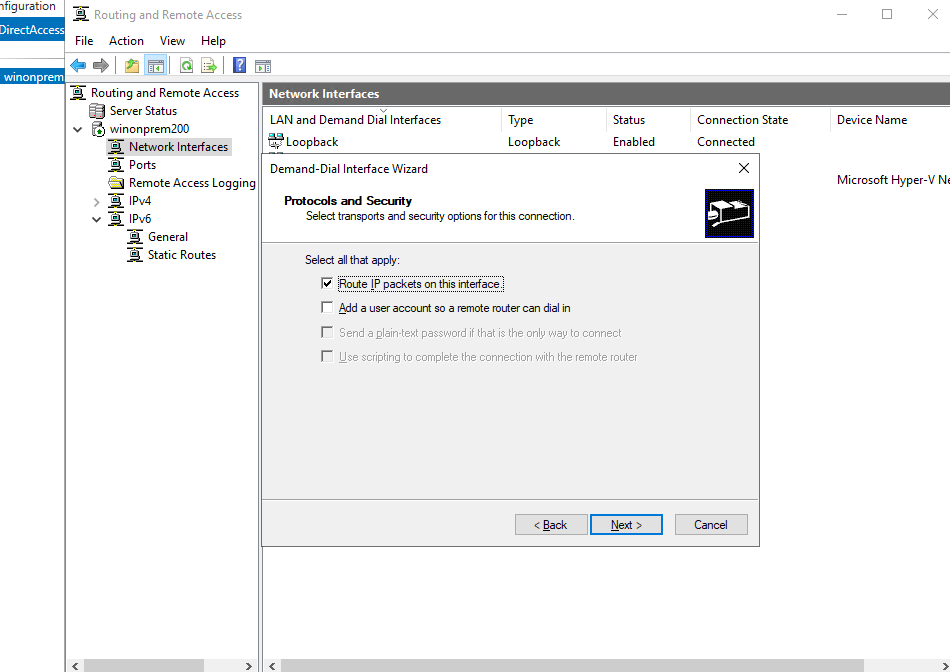 nfiguration
DirectAccess
winonprem
Routing and Remote Access
File Action View Help
Routing and Remote Access
Server Status
winonprem200
Network Interfaces
Ports
Remote Access Logging
IPv4
IPv6
General
Static Routes
Network Interfaces
LAN and Demand Dial Interfaces Type Status Connection State Device Name
Loopback Loopback Enabled Connected
Microsoft Hyper-V Ne
Demand-Dial Interface Wizard
Protocols and Security
Select transports and security options for this connection.
Select all that apply:
Route IP packets on this interface.
Add a user account so a remote router can dial in
Send a plain-text password if that is the only way to connect
Use scripting to complete the connection with the remote router
< Back Next > Cancel